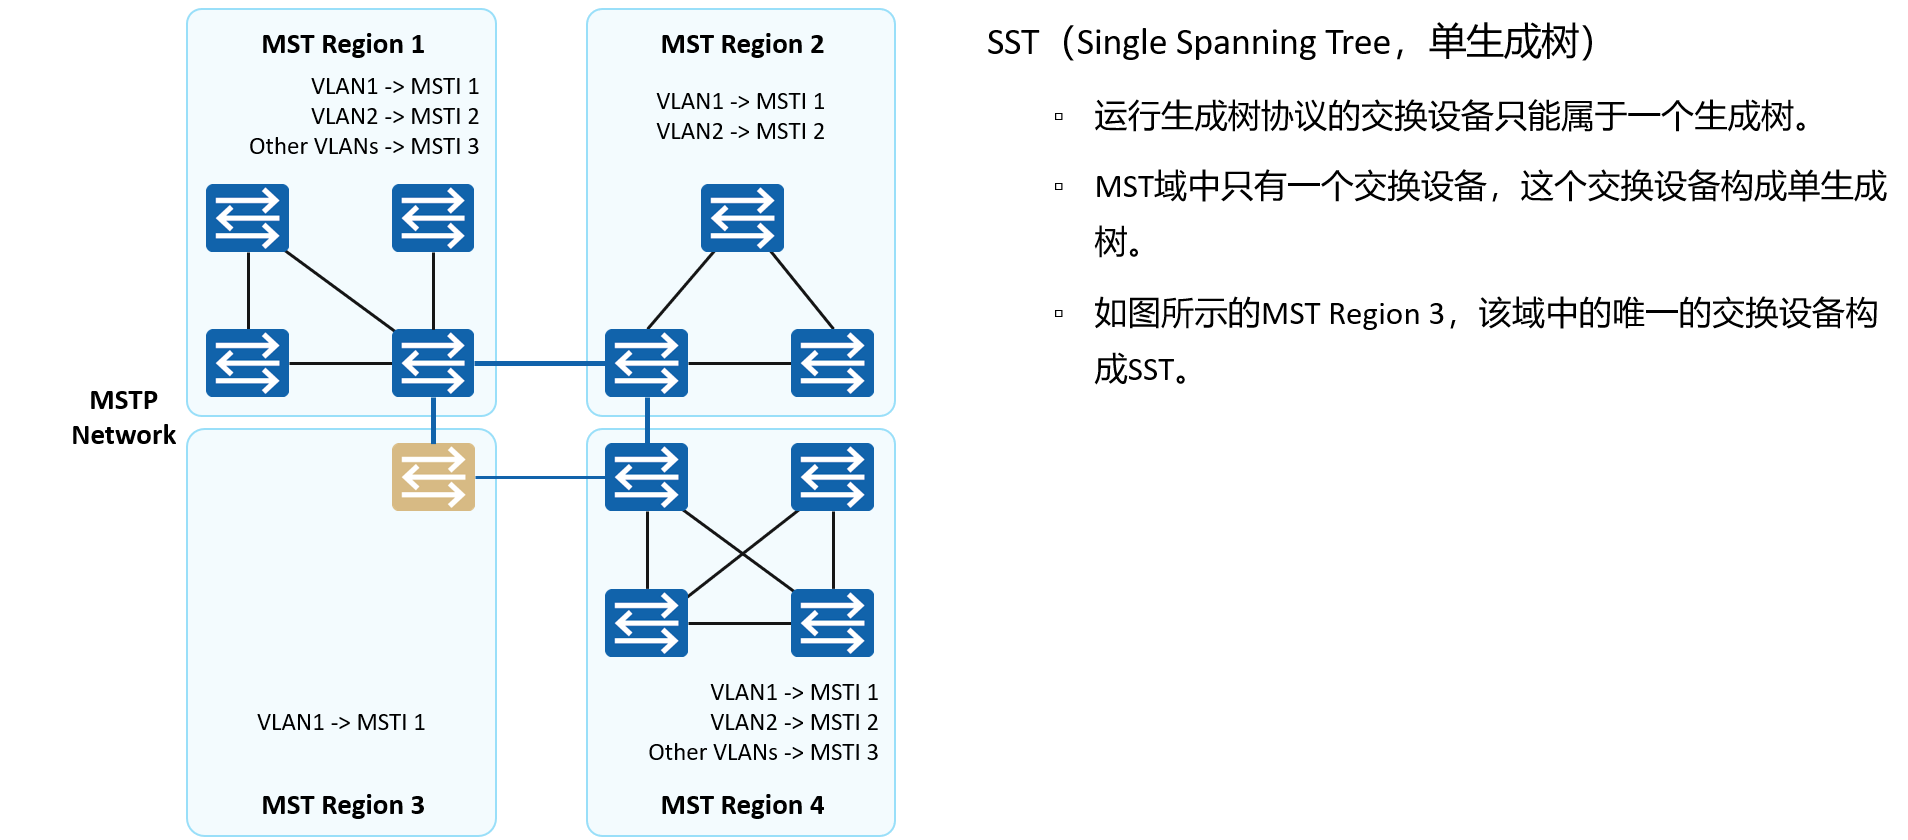 MST Region 1
VLAN1 -> MSTI 1
VLAN2 -> MSTI 2
Other VLANs -> MSTI 3
MST Region 2
VLAN1 -> MSTI 1
VLAN2 -> MSTI 2
MSTP
Network
VLAN1 -> MSTI 1
MST Region 3
VLAN1 -> MSTI 1
VLAN2 -> MSTI 2
Other VLANs -> MSTI 3
MST Region 4
SST（Single Spanning Tree，单生成树）
▫ 运行生成树协议的交换设备只能属于一个生成树。
▫ MST域中只有一个交换设备，这个交换设备构成单生成
树。
▫ 如图所示的MST Region 3，该域中的唯一的交换设备构
成SST。